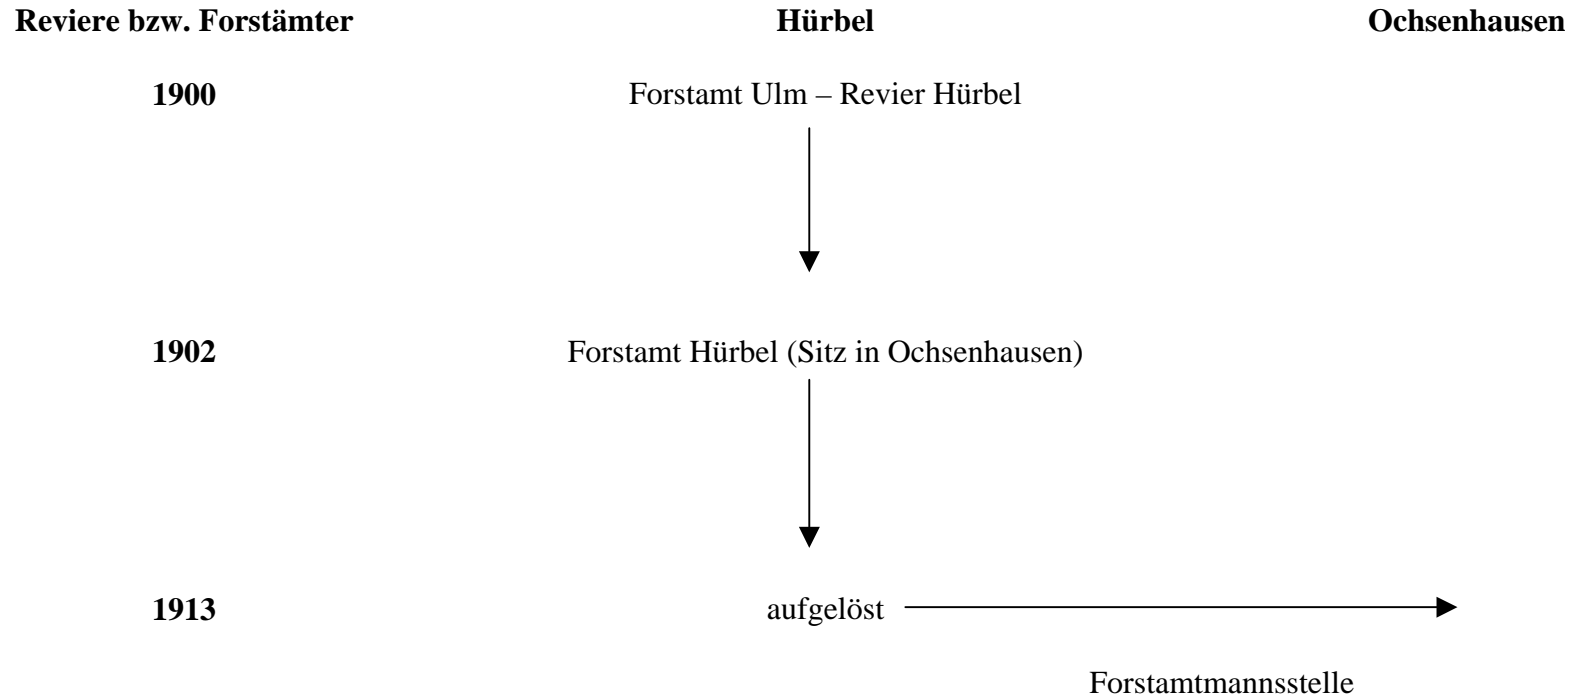 Reviere bzw. Forstämter Hürbel Ochsenhausen
1900 Forstamt Ulm – Revier Hürbel
1902 Forstamt Hürbel (Sitz in Ochsenhausen)
1913 aufgelöst
Forstamtmannsstelle